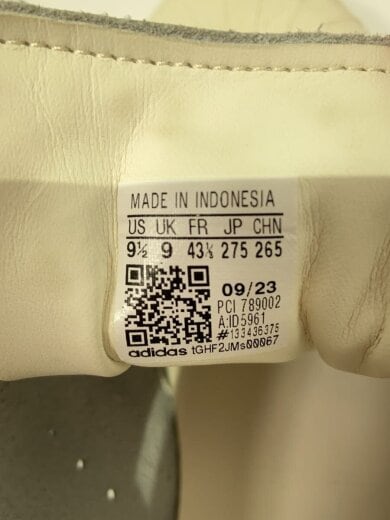 MADE IN INDONESIA
US UK FR JP CHN
9½ 9 43⅓ 275 265
09/23
PCI 789002
A:ID5961
#133436375
adidas tGHF2JMs00067